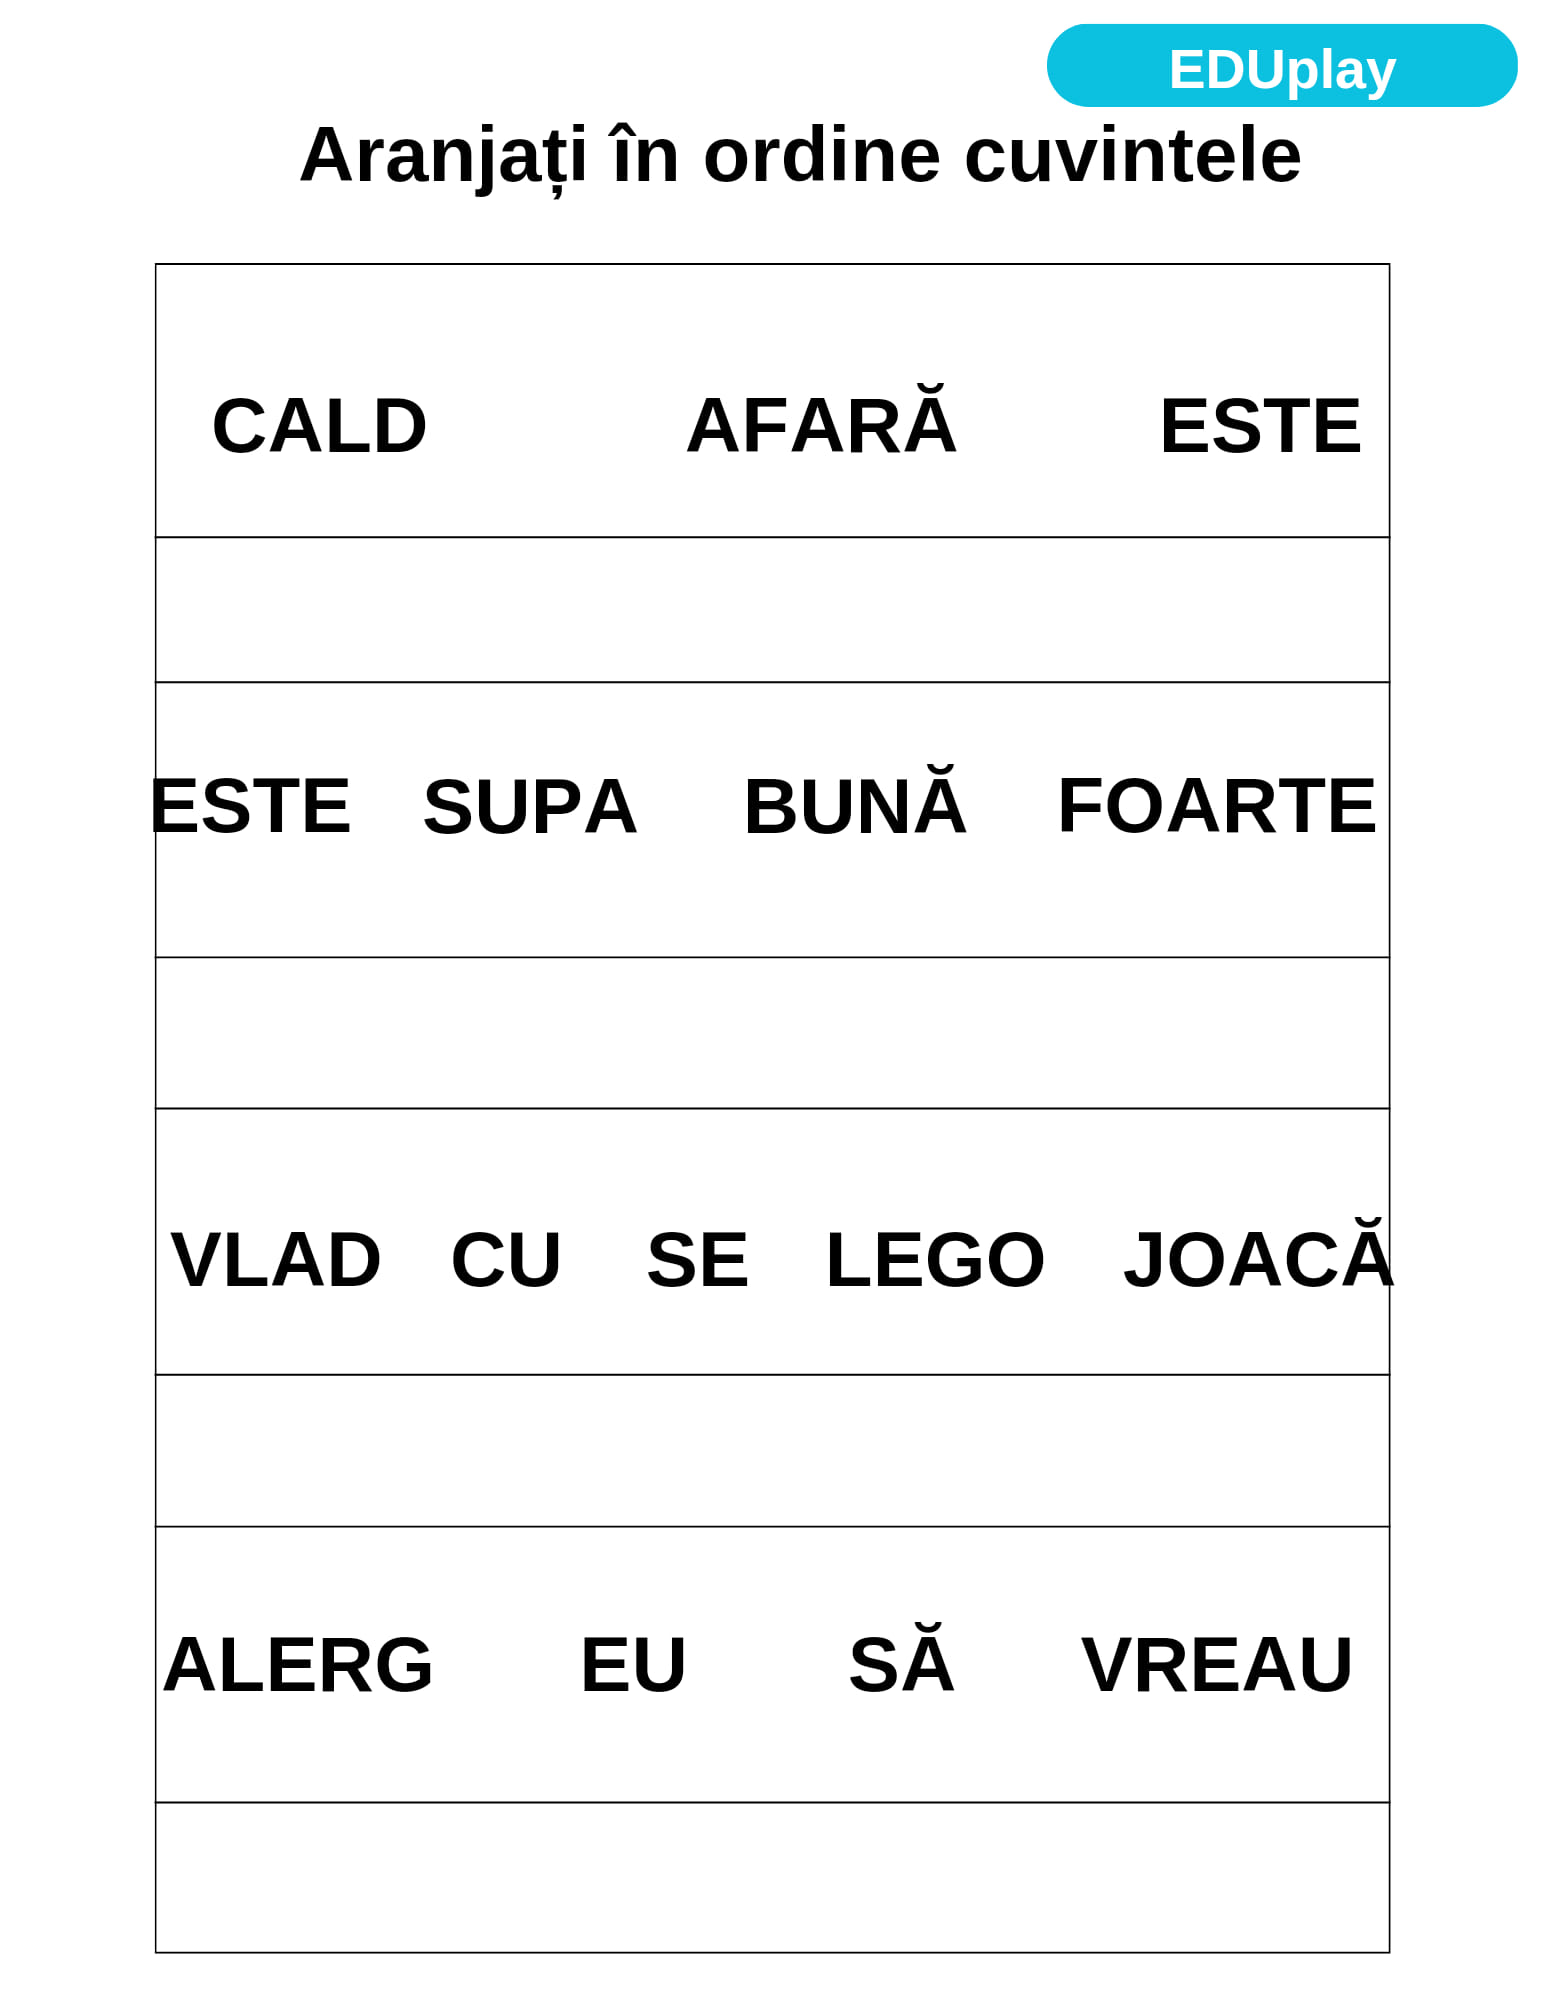 EDUplay
Aranjați în ordine cuvintele
CALD AFARĂ ESTE
ESTE SUPA BUNĂ FOARTE
VLAD CU SE LEGO JOACĂ
ALERG EU SĂ VREAU